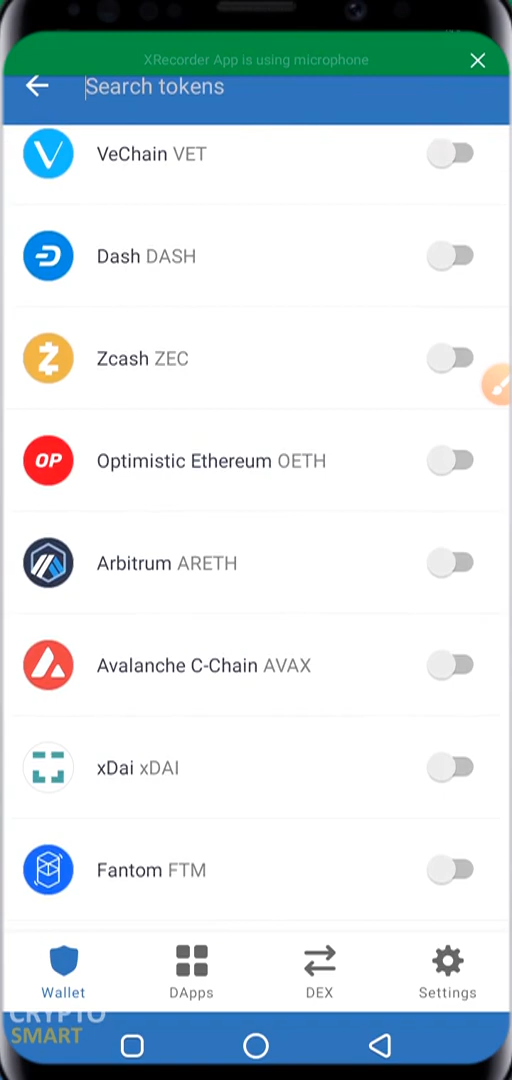 XRecorder App is using microphone
Search tokens
VeChain VET
Dash DASH
Zcash ZEC
OP
Optimistic Ethereum OETH
Arbitrum ARETH
Avalanche C-Chain AVAX
xDai xDAI
Fantom FTM
Wallet DApps DEX Settings
CRYPTO
SMART